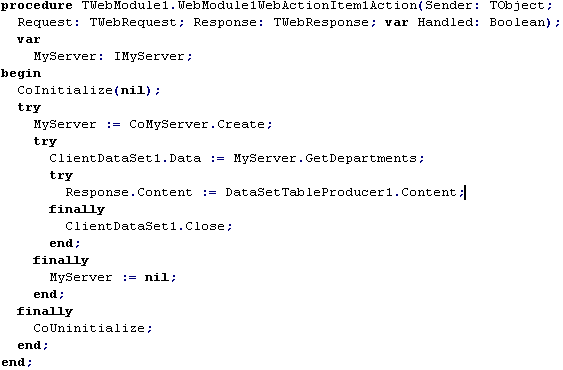 procedure TWebModule1.WebModule1WebActionItem1Action(Sender: TObject;
  Request: TWebRequest; Response: TWebResponse; var Handled: Boolean);
  var
    MyServer: IMyServer;
begin
  CoInitialize(nil);
  try
    MyServer := CoMyServer.Create;
    try
      ClientDataSet1.Data := MyServer.GetDepartments;
      try
        Response.Content := DataSetTableProducer1.Content;
      finally
        ClientDataSet1.Close;
      end;
    finally
      MyServer := nil;
    end;
  finally
    CoUninitialize;
  end;
end;